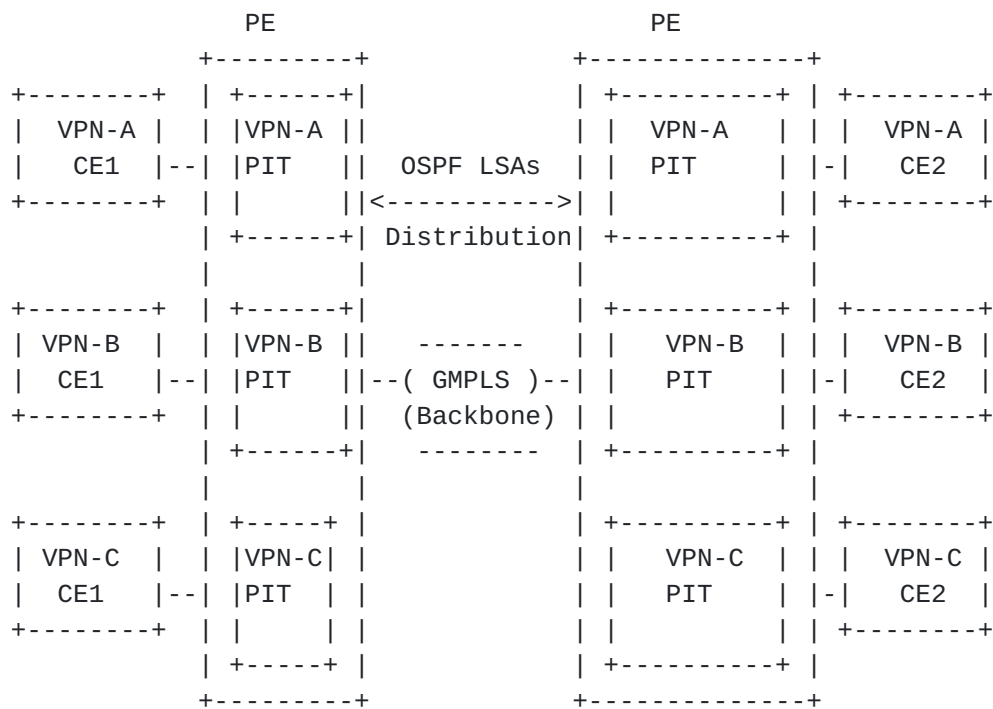 PE                        PE
             +---------+              +--------------+
 +--------+  | +------+|              | +----------+ | +--------+
 |  VPN-A |  | |VPN-A ||              | |  VPN-A   | | |  VPN-A |
 |   CE1  |--| |PIT   ||  OSPF LSAs   | |  PIT     | |-|   CE2  |
 +--------+  | |      ||<------------>| |          | | +--------+
             | +------+| Distribution| +----------+ |
             |         |              |              |
 +--------+  | +------+|              | +----------+ | +--------+
 | VPN-B  |  | |VPN-B ||   -------    | |   VPN-B  | | |  VPN-B |
 |  CE1   |--| |PIT   ||--( GMPLS )--| |   PIT    | |-|   CE2  |
 +--------+  | |      ||  (Backbone)  | |          | | +--------+
             | +------+|   --------   | +----------+ |
             |         |              |              |
 +--------+  | +-----+ |              | +----------+ | +--------+
 | VPN-C  |  | |VPN-C| |              | |   VPN-C  | | |  VPN-C |
 |  CE1   |--| |PIT  | |              | |   PIT    | |-|   CE2  |
 +--------+  | |     | |              | |          | | +--------+
             | +-----+ |              | +----------+ |
             +---------+              +--------------+